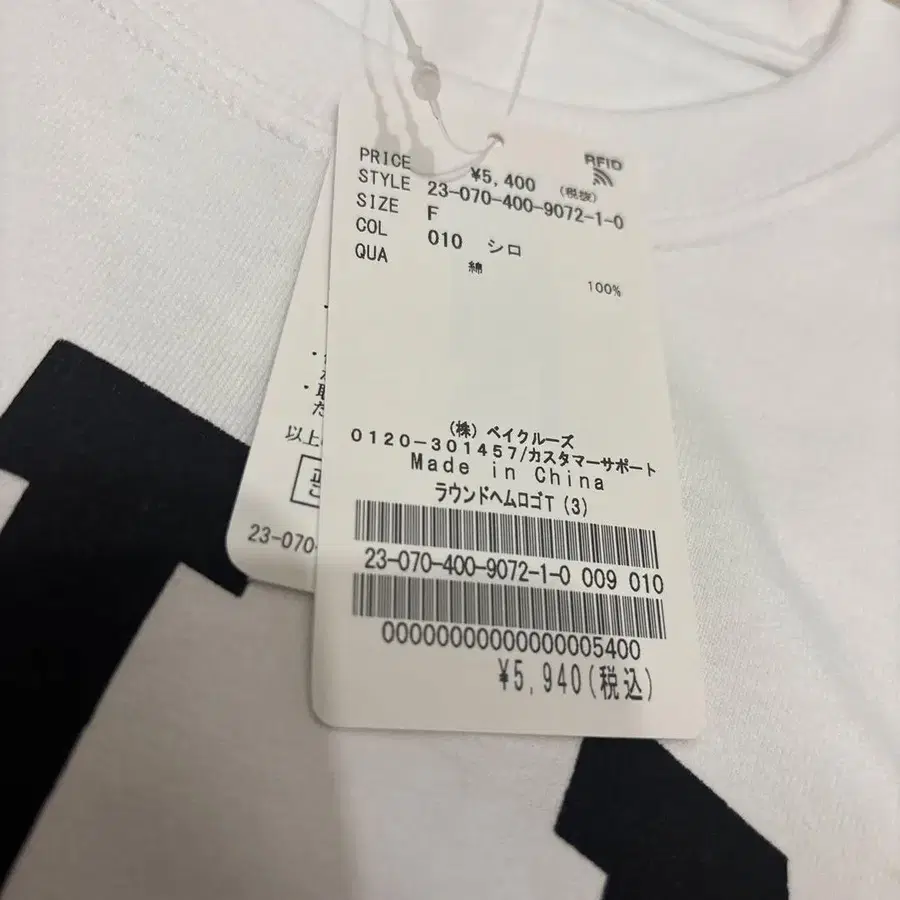 PRICE ¥5,400 (税抜)
RFID
STYLE 23-070-400-9072-1-0
SIZE F
COL 010 シロ
QUA 綿 100%
(株) ベイクルーズ
0120-301457/カスタマーサポート
Made in China
ラウンドヘムロゴT (3)
23-070-400-9072-1-0 009 010
00000000000000005400
¥5,940(税込)
以上
23-070-